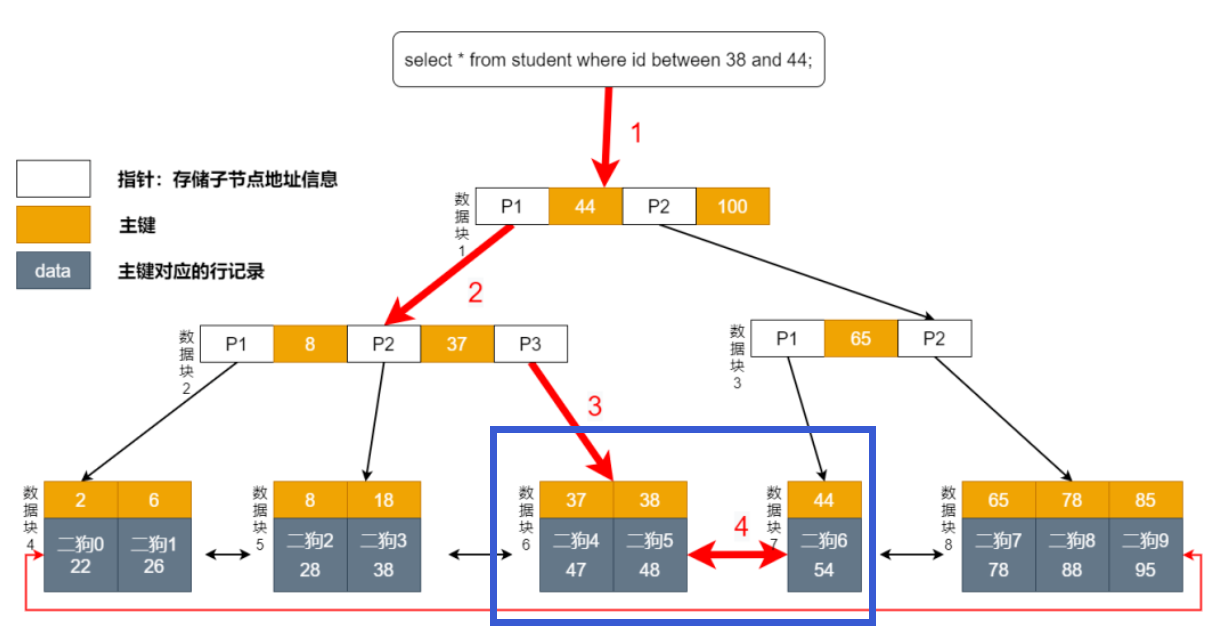 select * from student where id between 38 and 44;
1
指针：存储子节点地址信息
主键
data 主键对应的行记录
数据块1
P1 44 P2 100
2
数据块2
P1 8 P2 37 P3
数据块3
P1 65 P2
3
数据块4
2 6
二狗0 二狗1
22 26
数据块5
8 18
二狗2 二狗3
28 38
数据块6
37 38
二狗4 二狗5
47 48
4
数据块7
44
二狗6
54
数据块8
65 78 85
二狗7 二狗8 二狗9
78 88 95